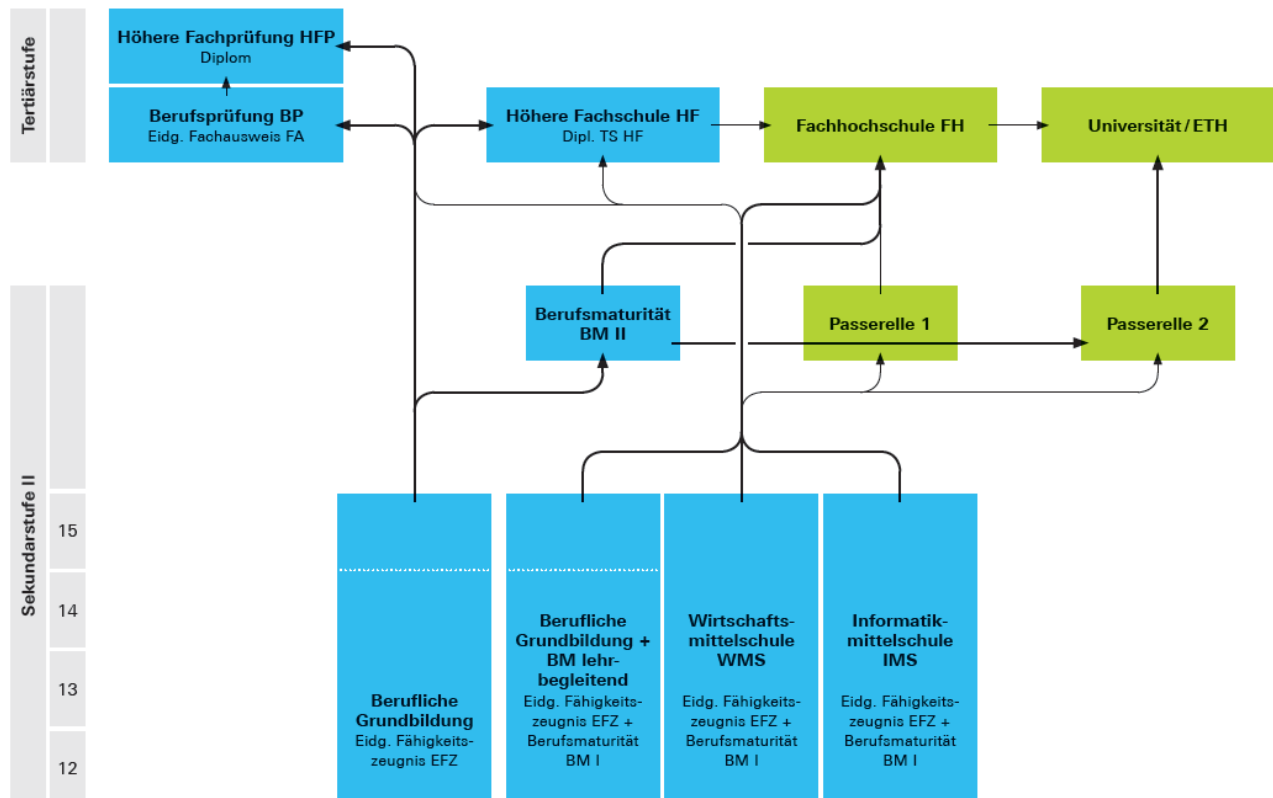 Tertiärstufe
Höhere Fachprüfung HFP
Diplom
Berufsprüfung BP
Eidg. Fachausweis FA
Höhere Fachschule HF
Dipl. TS HF
Fachhochschule FH
Universität/ETH
Sekundarstufe II
Berufsmaturität
BM II
Passerelle 1
Passerelle 2
15
14
13
12
Berufliche
Grundbildung
Eidg. Fähigkeits-
zeugnis EFZ
Berufliche
Grundbildung +
BM lehr-
begleitend
Eidg. Fähigkeits-
zeugnis EFZ +
Berufsmaturität
BM I
Wirtschafts-
mittelschule
WMS
Eidg. Fähigkeits-
zeugnis EFZ +
Berufsmaturität
BM I
Informatik-
mittelschule
IMS
Eidg. Fähigkeits-
zeugnis EFZ +
Berufsmaturität
BM I